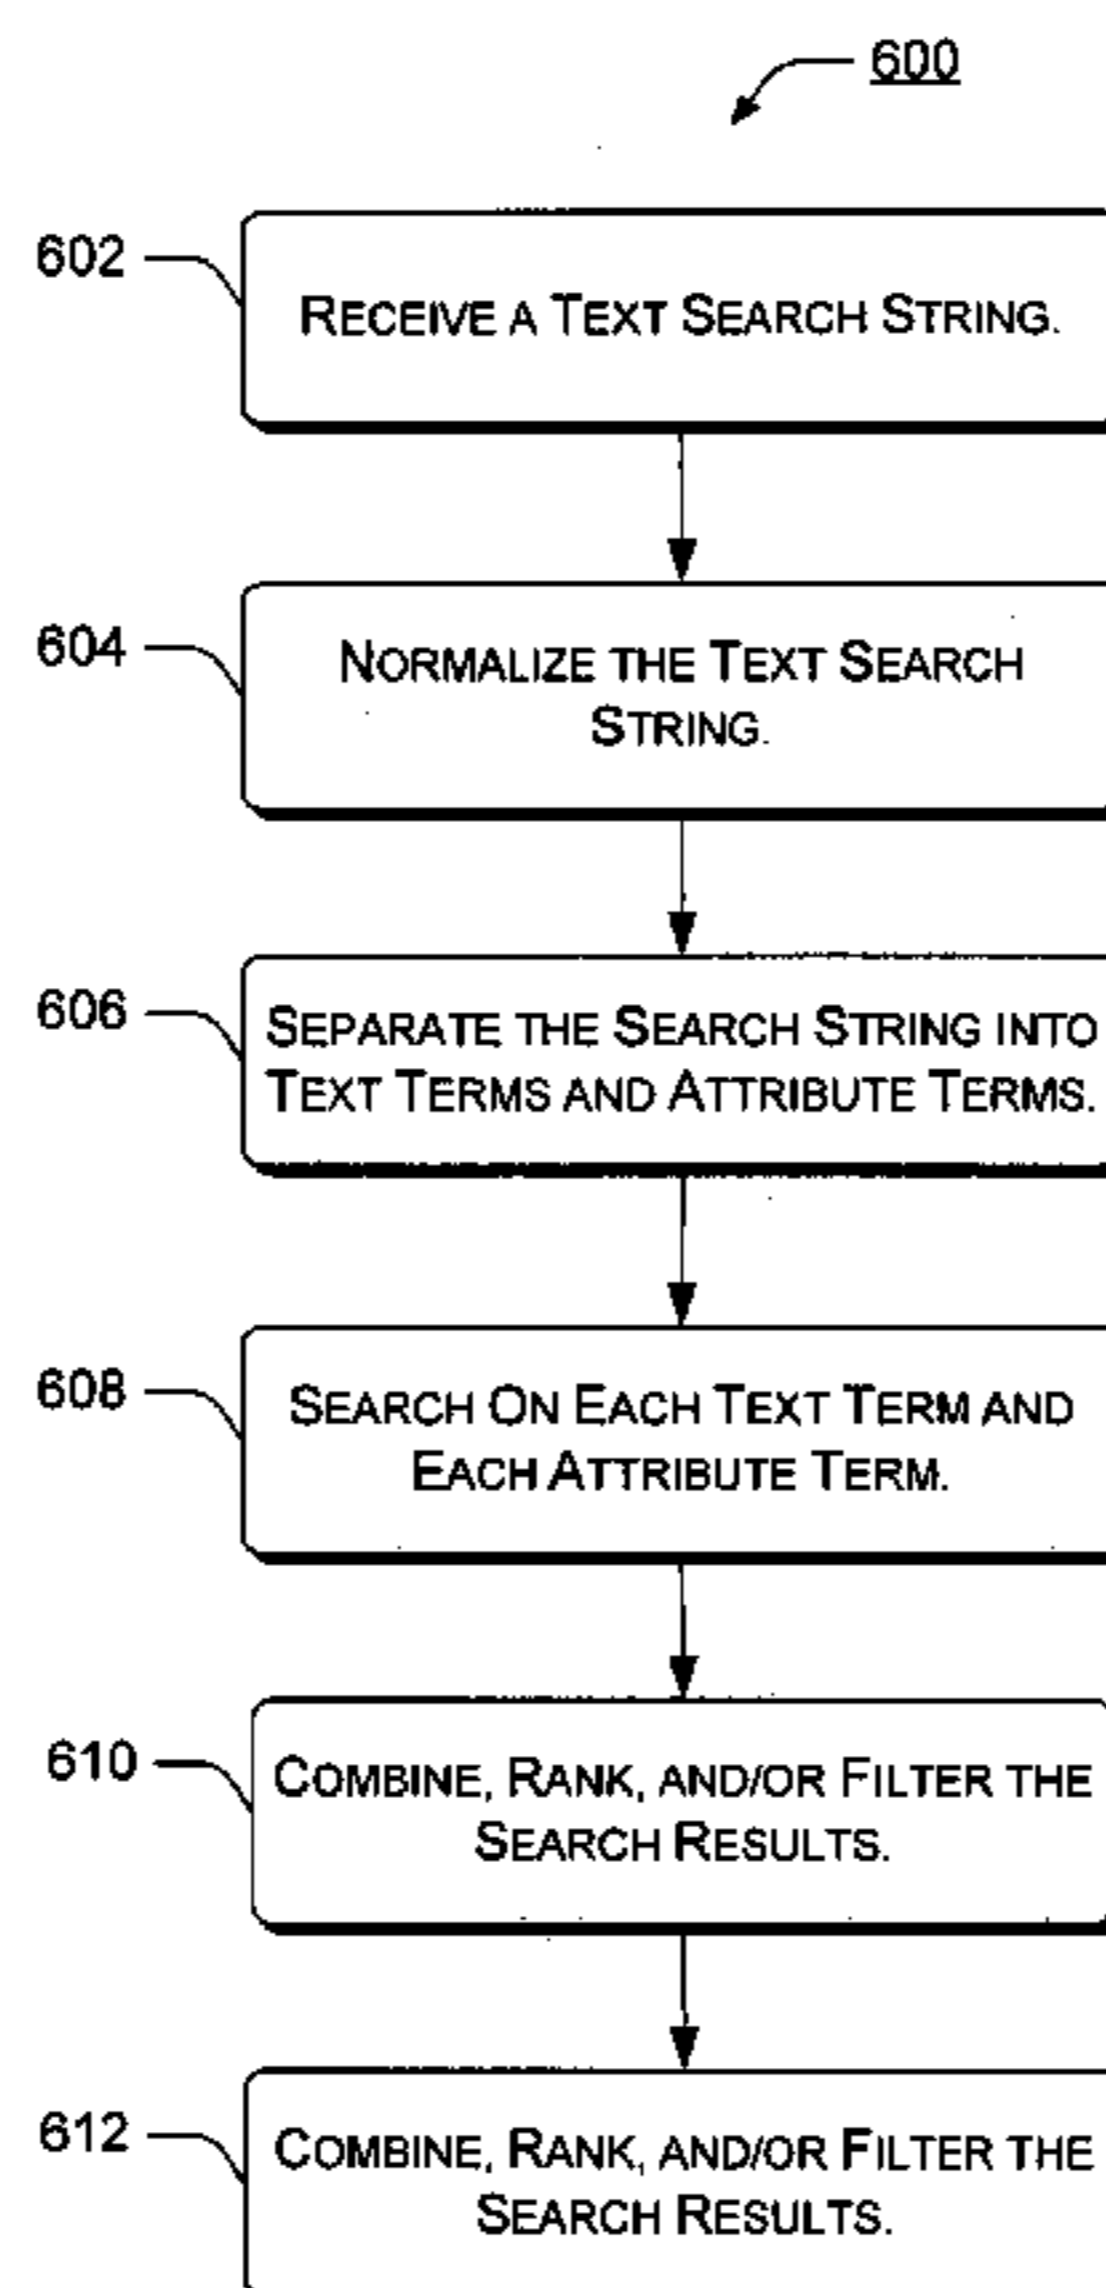 600
602
RECEIVE A TEXT SEARCH STRING.
604
NORMALIZE THE TEXT SEARCH
STRING.
606
SEPARATE THE SEARCH STRING INTO
TEXT TERMS AND ATTRIBUTE TERMS.
608
SEARCH ON EACH TEXT TERM AND
EACH ATTRIBUTE TERM.
610
COMBINE, RANK, AND/OR FILTER THE
SEARCH RESULTS.
612
COMBINE, RANK, AND/OR FILTER THE
SEARCH RESULTS.